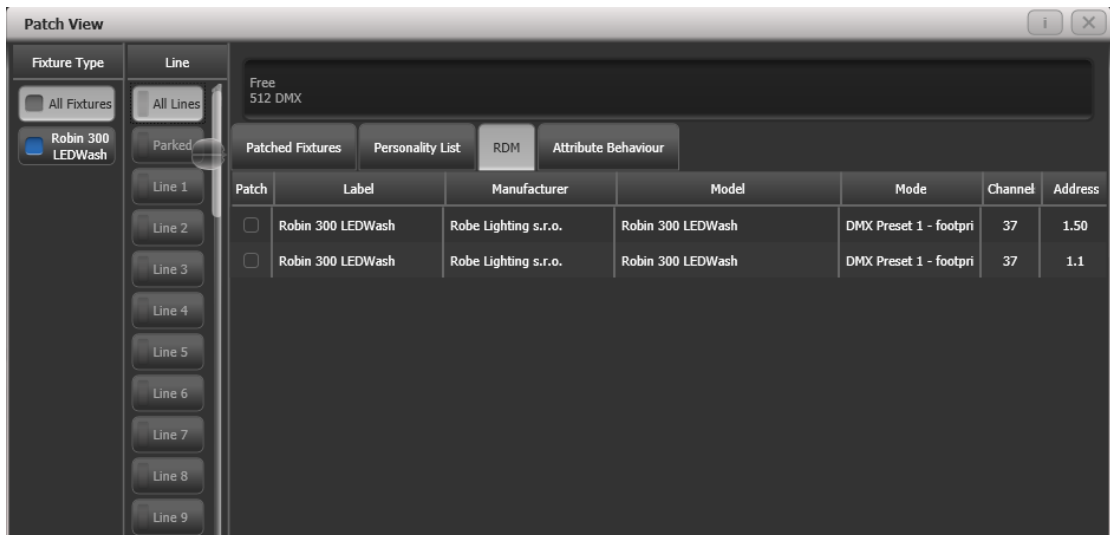 Patch View
i
Fixture Type
Line
Free
512 DMX
All Fixtures
All Lines
Robin 300
LEDWash
Parked
Patched Fixtures
Personality List
RDM
Attribute Behaviour
Line 1
Patch
Label
Manufacturer
Model
Mode
Channel
Address
Line 2
Robin 300 LEDWash
Robe Lighting s.r.o.
Robin 300 LEDWash
DMX Preset 1 - footpri
37
1.50
Line 3
Robin 300 LEDWash
Robe Lighting s.r.o.
Robin 300 LEDWash
DMX Preset 1 - footpri
37
1.1
Line 4
Line 5
Line 6
Line 7
Line 8
Line 9